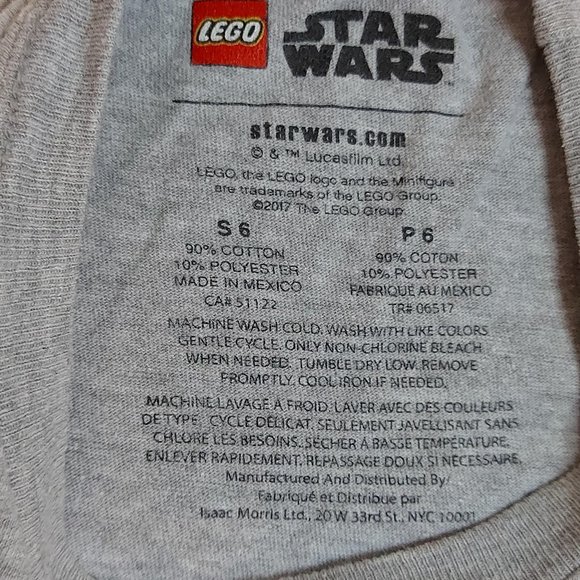 LEGO STAR WARS™
starwars.com
© & ™ Lucasfilm Ltd.
LEGO, the LEGO logo and the Minifigure
are trademarks of the LEGO Group.
©2017 The LEGO Group.
S 6 P 6
90% COTTON 90% COTON
10% POLYESTER 10% POLYESTER
MADE IN MEXICO FABRIQUÉ AU MEXICO
CA# 51122 TR# 06517
MACHINE WASH COLD. WASH WITH LIKE COLORS
GENTLE CYCLE. ONLY NON-CHLORINE BLEACH
WHEN NEEDED. TUMBLE DRY LOW. REMOVE
PROMPTLY. COOL IRON IF NEEDED.
MACHINE LAVAGE À FROID. LAVER AVEC DES COULEURS
DE TYPE. CYCLE DÉLICAT. SEULEMENT JAVELLISANT SANS
CHLORE LES BESOINS. SÉCHER À BASSE TEMPÉRATURE.
ENLEVER RAPIDEMENT. REPASSAGE DOUX SI NÉCESSAIRE.
Manufactured And Distributed By/
Fabriqué et Distribué par
Isaac Morris Ltd., 20 W 33rd St., NYC 10001